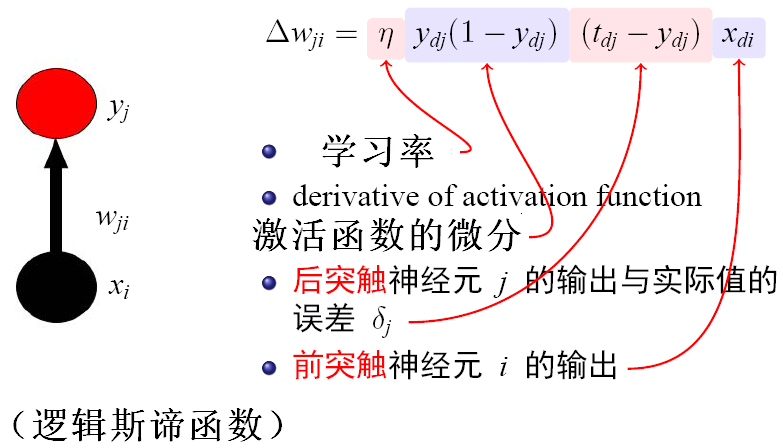 Δw_ji = η y_dj(1 − y_dj) (t_dj − y_dj) x_di
y_j
学习率
derivative of activation function
w_ji
激活函数的微分
后突触神经元 j 的输出与实际值的
x_i
误差 δ_j
前突触神经元 i 的输出
（逻辑斯谛函数）